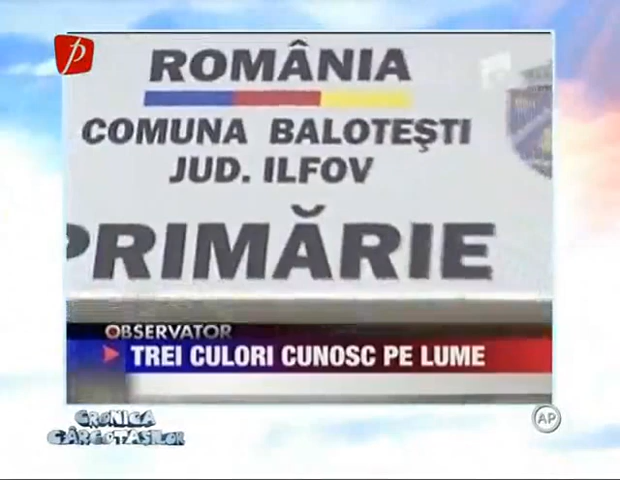 p
ROMÂNIA
COMUNA BALOTEŞTI
JUD. ILFOV
PRIMĂRIE
OBSERVATOR
TREI CULORI CUNOSC PE LUME
CRONICA
CÂRCOTAŞILOR
AP